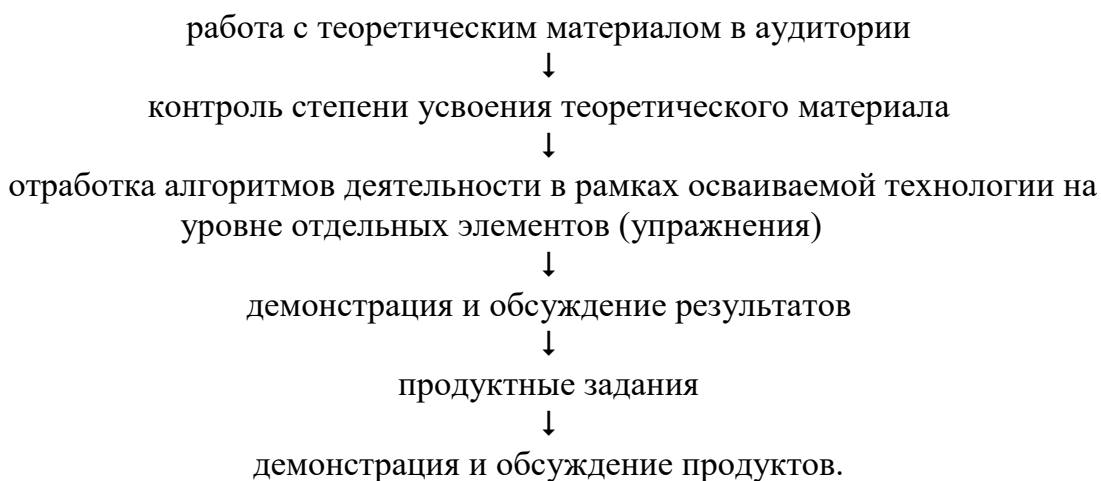 работа с теоретическим материалом в аудитории
↓
контроль степени усвоения теоретического материала
↓
отработка алгоритмов деятельности в рамках осваиваемой технологии на
уровне отдельных элементов (упражнения)
↓
демонстрация и обсуждение результатов
↓
продуктные задания
↓
демонстрация и обсуждение продуктов.